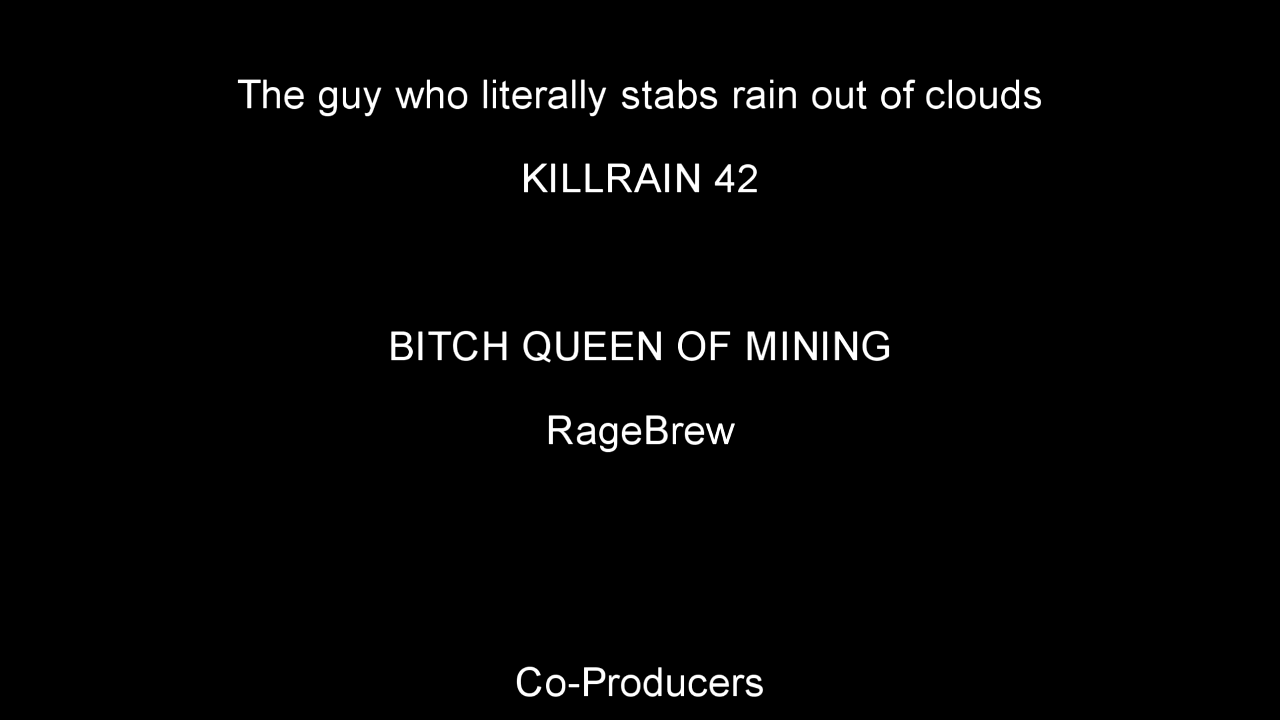 The guy who literally stabs rain out of clouds
KILLRAIN 42
BITCH QUEEN OF MINING
RageBrew
Co-Producers